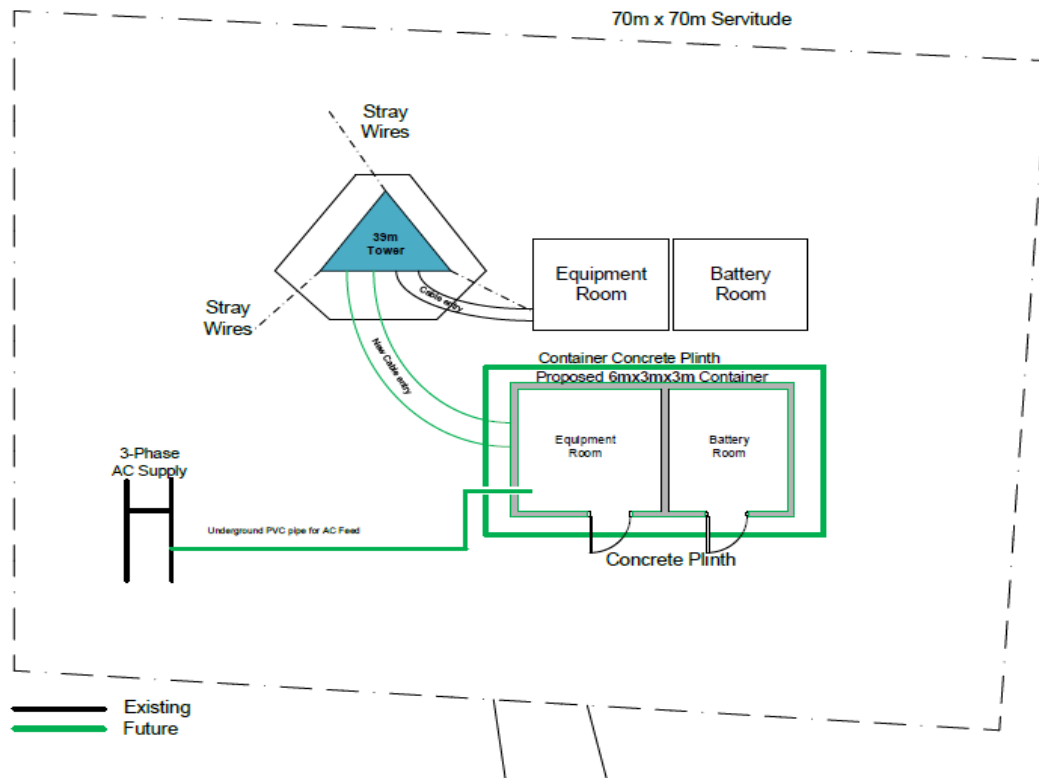 70m x 70m Servitude
Stray
Wires
39m
Tower
Stray
Wires
Cable entry
Equipment
Room
Battery
Room
New Cable entry
Container Concrete Plinth
Proposed 6mx3mx3m Container
Equipment
Room
Battery
Room
3-Phase
AC Supply
Underground PVC pipe for AC Feed
Concrete Plinth
Existing
Future